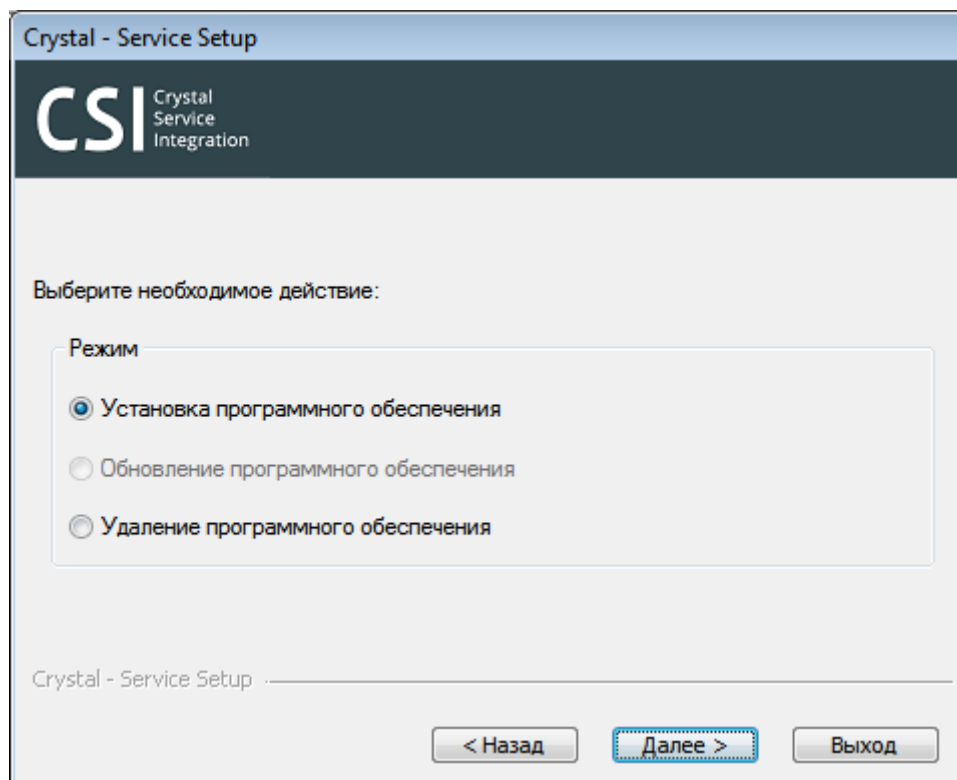 Crystal - Service Setup
CSI
Crystal
Service
Integration
Выберите необходимое действие:
Режим
Установка программного обеспечения
Обновление программного обеспечения
Удаление программного обеспечения
Crystal - Service Setup
< Назад Далее > Выход